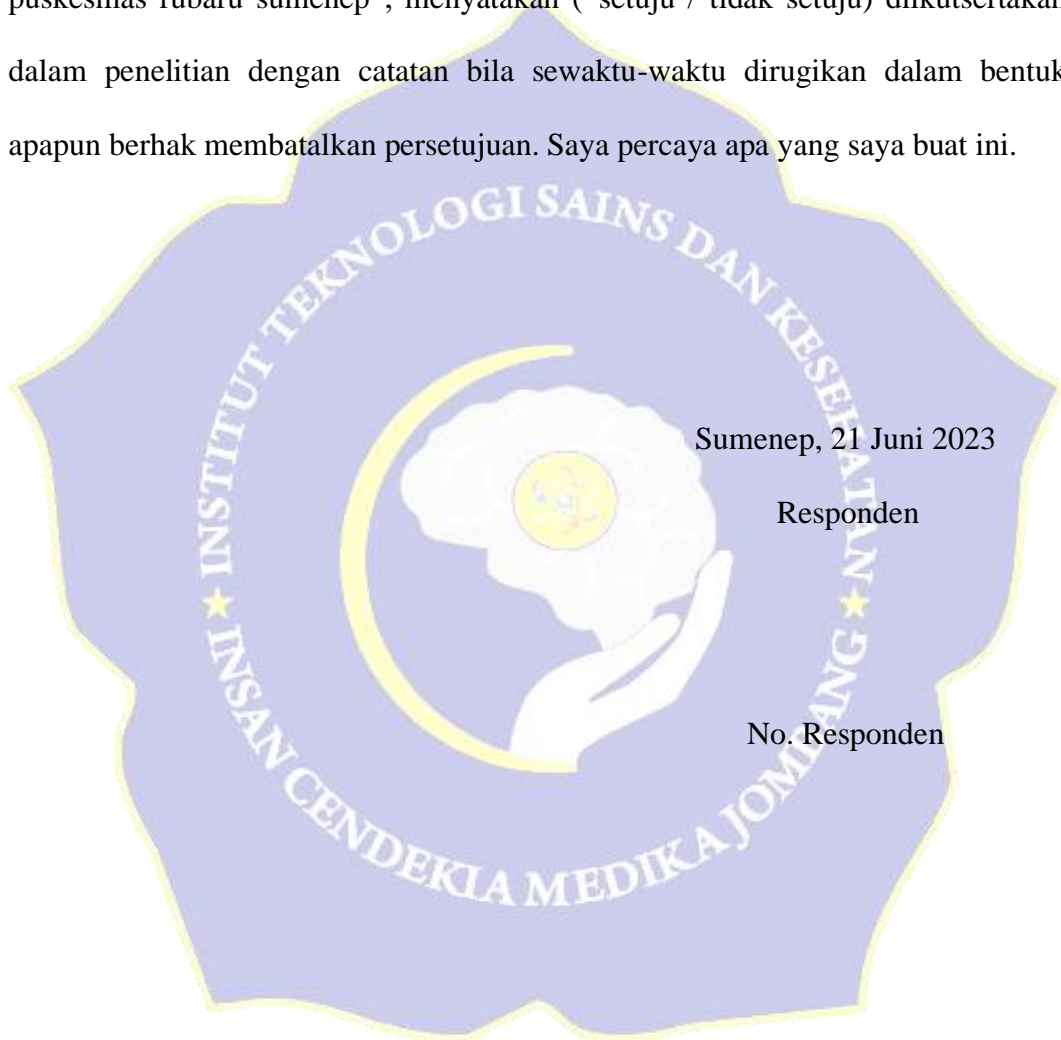 puskesmas rubaru sumenep", menyatakan ( setuju / tidak setuju) diikutsertakan
dalam penelitian dengan catatan bila sewaktu-waktu dirugikan dalam bentuk
apapun berhak membatalkan persetujuan. Saya percaya apa yang saya buat ini.
INSTITUT TEKNOLOGI SAINS DAN KESEHATAN
Sumenep, 21 Juni 2023
Responden
No. Responden
INSAN CENDEKIA MEDIKA JOMBANG